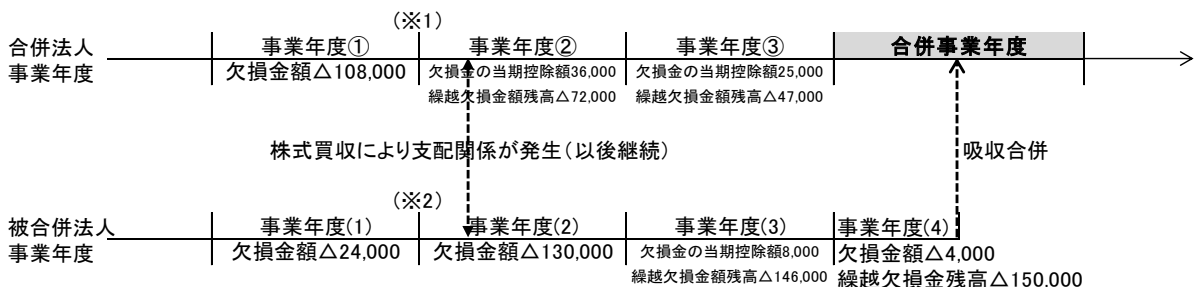 (※1)
合併法人
事業年度
事業年度①
事業年度②
事業年度③
合併事業年度
欠損金額△108,000
欠損金の当期控除額36,000
欠損金の当期控除額25,000
繰越欠損金額残高△72,000
繰越欠損金額残高△47,000
株式買収により支配関係が発生(以後継続)
吸収合併
(※2)
被合併法人
事業年度
事業年度(1)
事業年度(2)
事業年度(3)
事業年度(4)
欠損金額△24,000
欠損金額△130,000
欠損金の当期控除額8,000
欠損金額△4,000
繰越欠損金額残高△146,000
繰越欠損金残高△150,000